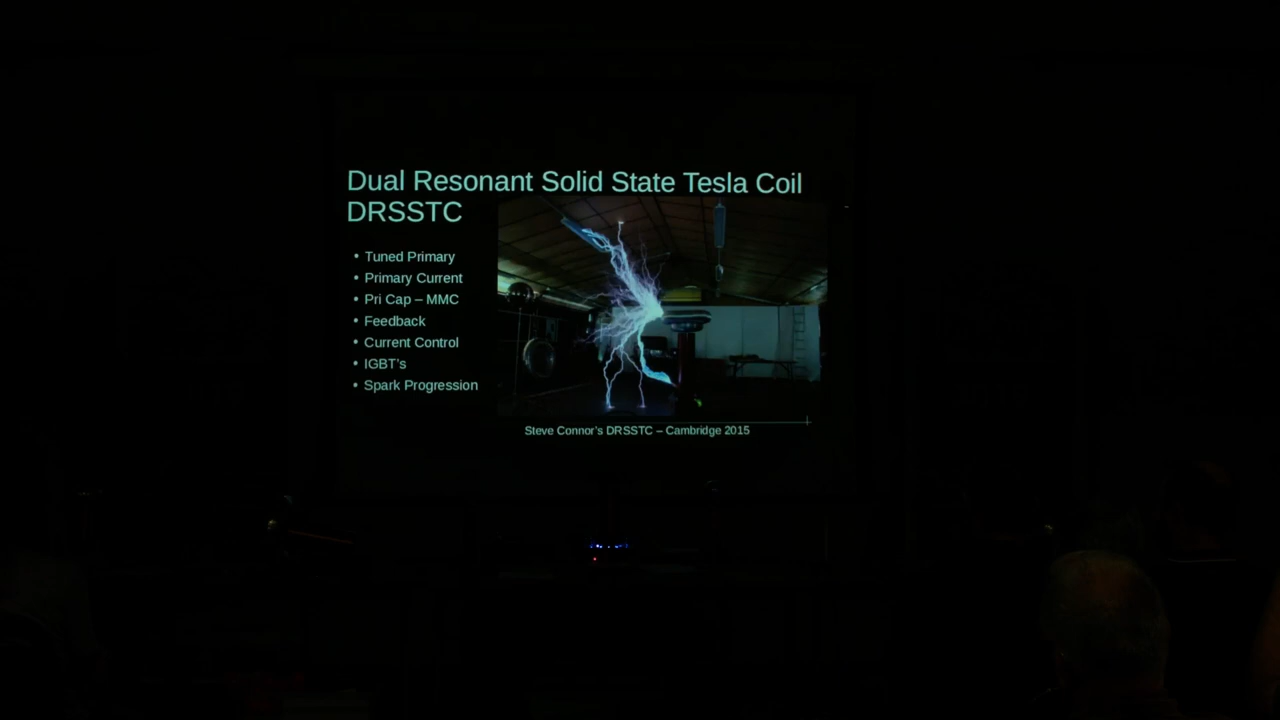 Dual Resonant Solid State Tesla Coil
DRSSTC
• Tuned Primary
• Primary Current
• Pri Cap – MMC
• Feedback
• Current Control
• IGBT's
• Spark Progression
Steve Connor's DRSSTC – Cambridge 2015